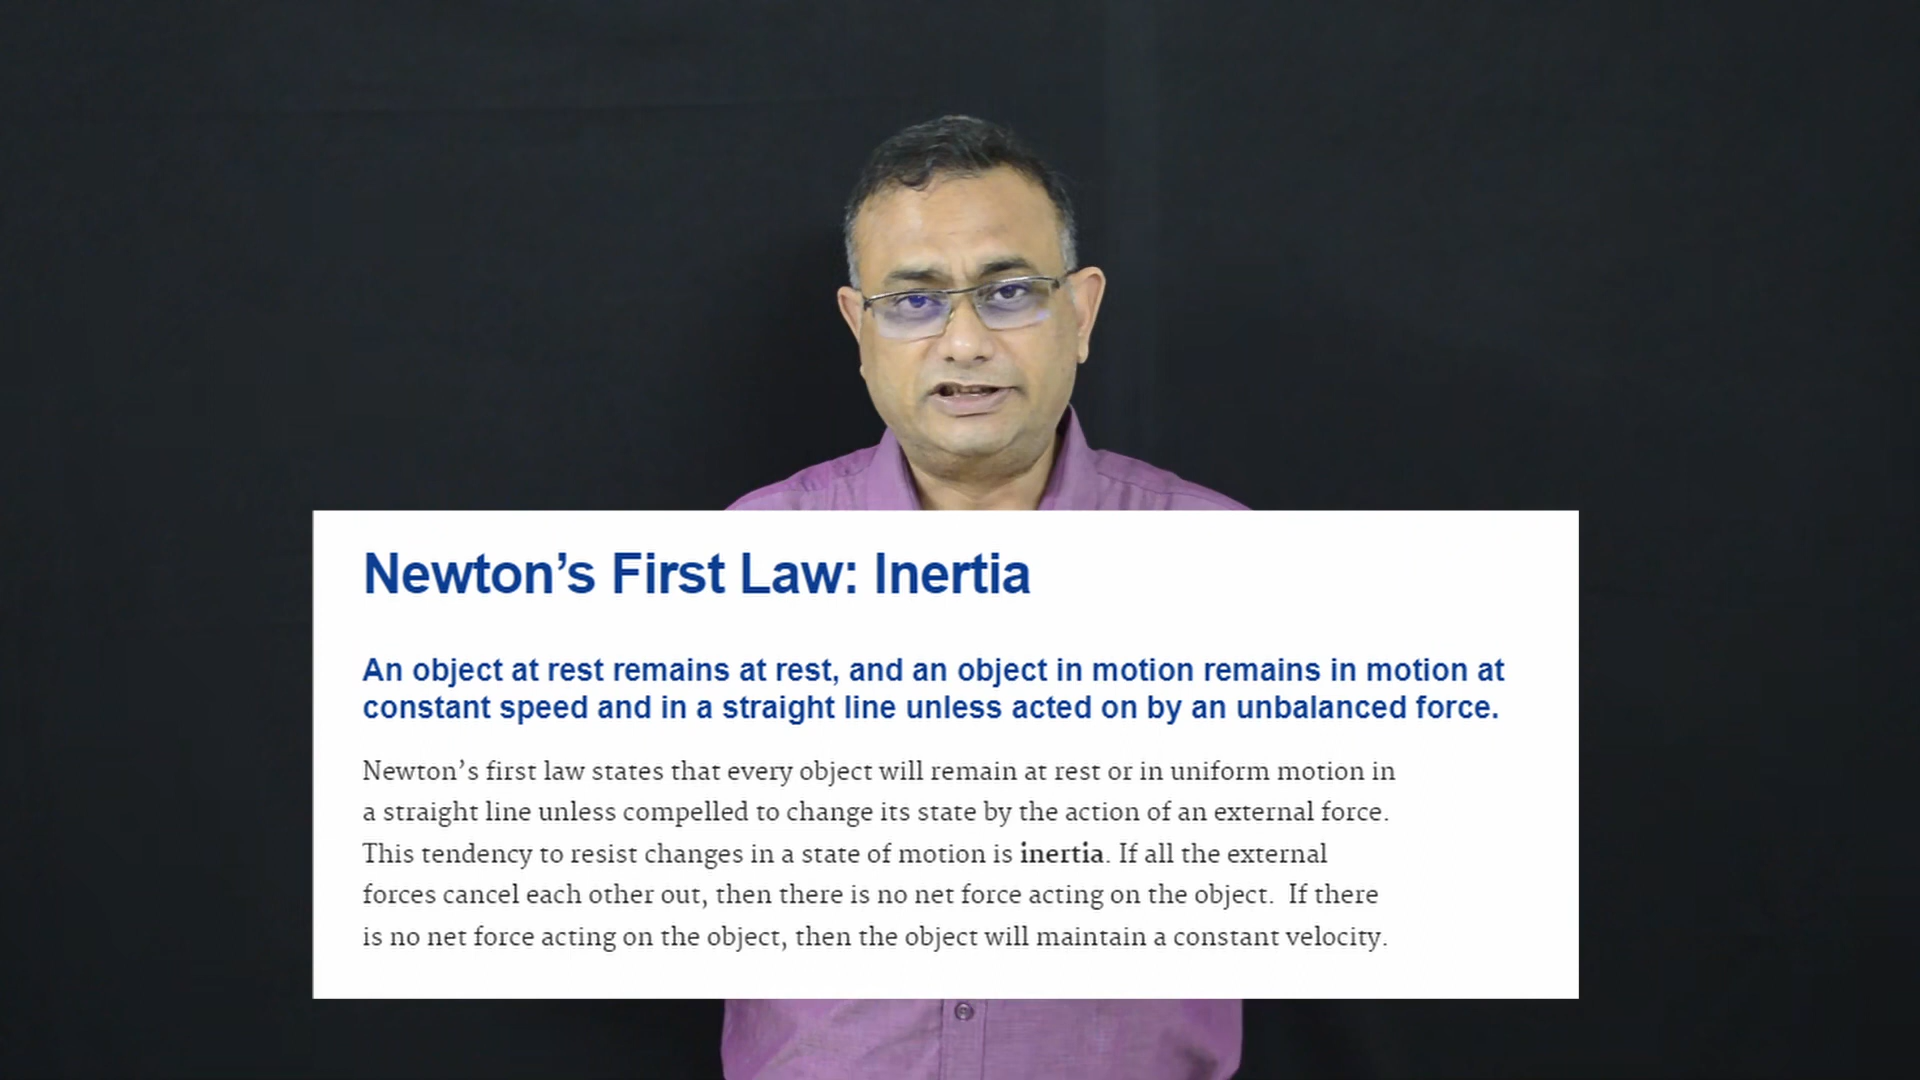 Newton’s First Law: Inertia
An object at rest remains at rest, and an object in motion remains in motion at
constant speed and in a straight line unless acted on by an unbalanced force.
Newton’s first law states that every object will remain at rest or in uniform motion in
a straight line unless compelled to change its state by the action of an external force.
This tendency to resist changes in a state of motion is inertia. If all the external
forces cancel each other out, then there is no net force acting on the object.  If there
is no net force acting on the object, then the object will maintain a constant velocity.